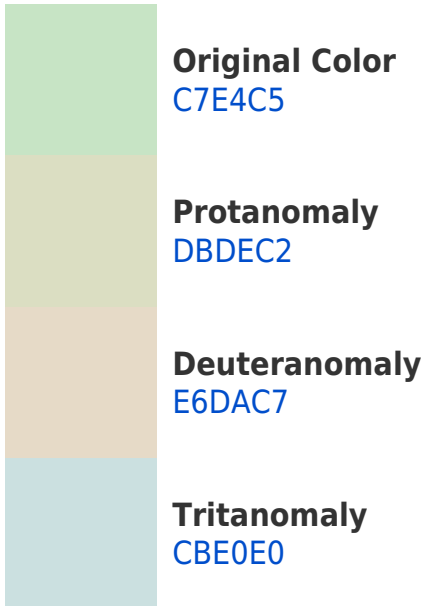 Original Color
C7E4C5
Protanomaly
DBDEC2
Deuteranomaly
E6DAC7
Tritanomaly
CBE0E0